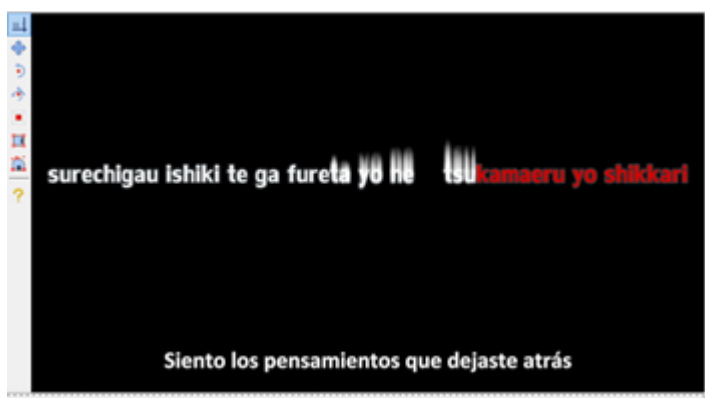 surechigau ishiki te ga fureta yo ne tsukamaeru yo shikkari
Siento los pensamientos que dejaste atrás